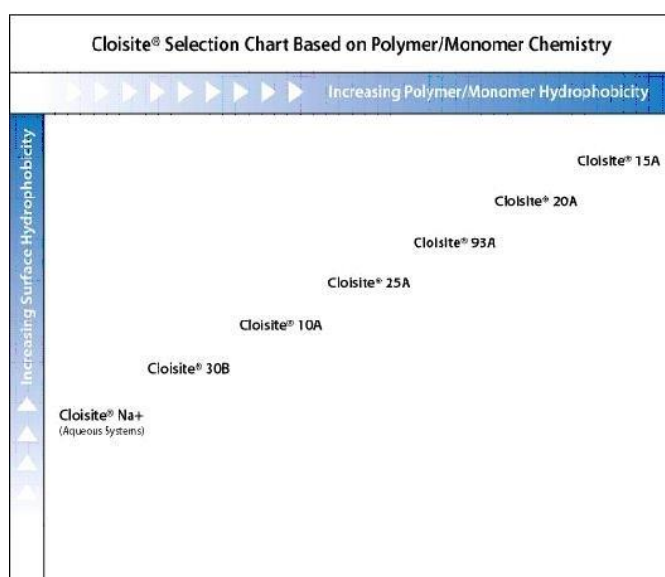 Cloisite® Selection Chart Based on Polymer/Monomer Chemistry
Increasing Polymer/Monomer Hydrophobicity
Increasing Surface Hydrophobicity
Cloisite® 15A
Cloisite® 20A
Cloisite® 93A
Cloisite® 25A
Cloisite® 10A
Cloisite® 30B
Cloisite® Na+
(Aqueous Systems)